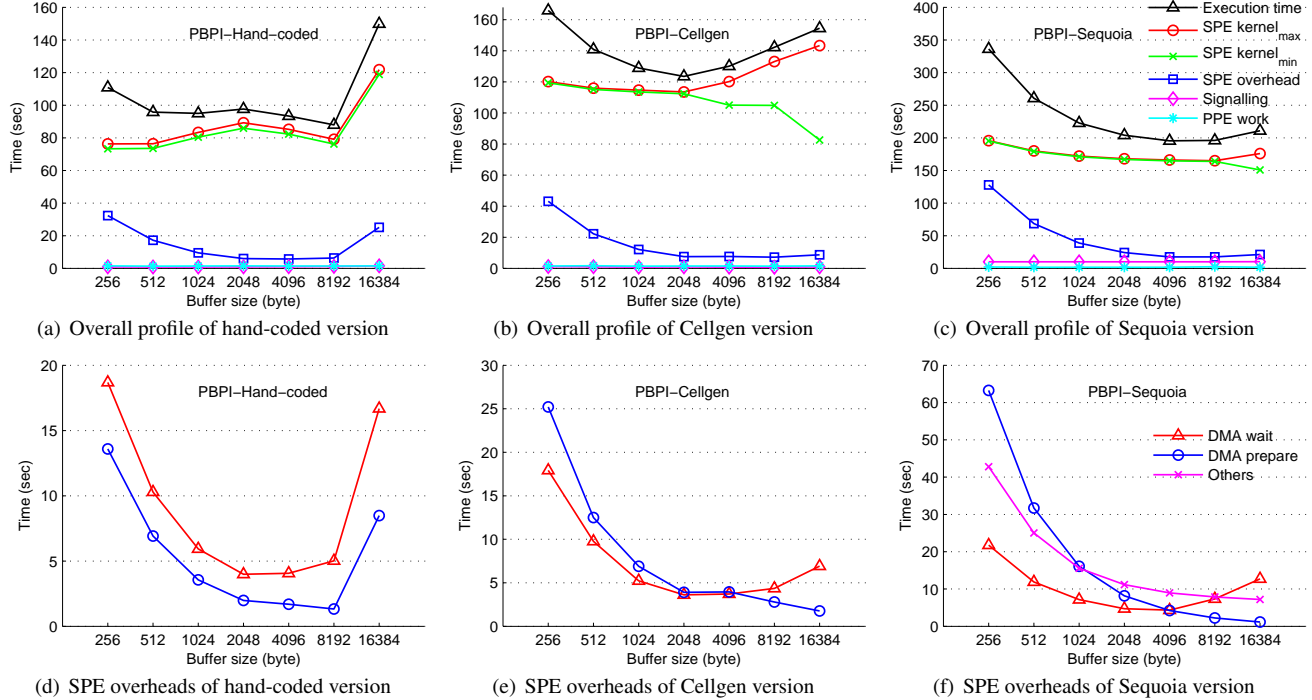 PBPI−Hand−coded
160
140
120
100
80
60
40
20
0
Time (sec)
256 512 1024 2048 4096 8192 16384
Buffer size (byte)
(a) Overall profile of hand-coded version
PBPI−Cellgen
160
140
120
100
80
60
40
20
0
Time (sec)
256 512 1024 2048 4096 8192 16384
Buffer size (byte)
(b) Overall profile of Cellgen version
PBPI−Sequoia
400
350
300
250
200
150
100
50
0
Time (sec)
256 512 1024 2048 4096 8192 16384
Buffer size (byte)
Execution time
SPE kernel_max
SPE kernel_min
SPE overhead
Signalling
PPE work
(c) Overall profile of Sequoia version
PBPI−Hand−coded
20
15
10
5
0
Time (sec)
256 512 1024 2048 4096 8192 16384
Buffer size (byte)
(d) SPE overheads of hand-coded version
PBPI−Cellgen
30
25
20
15
10
5
0
Time (sec)
256 512 1024 2048 4096 8192 16384
Buffer size (byte)
(e) SPE overheads of Cellgen version
PBPI−Sequoia
70
60
50
40
30
20
10
0
Time (sec)
256 512 1024 2048 4096 8192 16384
Buffer size (byte)
DMA wait
DMA prepare
Others
(f) SPE overheads of Sequoia version